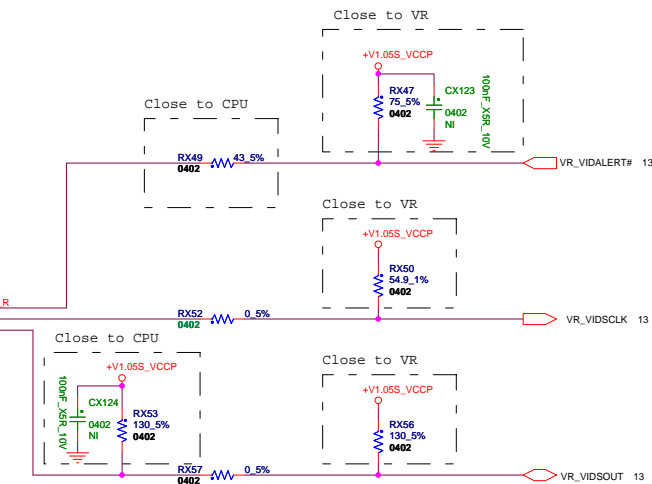 Close to VR
+V1.05S_VCCP
RX47
75_5%
0402
CX123
0402
NI
100nF_X5R_10V
Close to CPU
RX49
0402
43_5%
VR_VIDALERT# 13
Close to VR
+V1.05S_VCCP
RX50
54.9_1%
0402
R
RX52
0402
0_5%
VR_VIDSCLK 13
Close to CPU
+V1.05S_VCCP
100nF_X5R_10V
CX124
0402
NI
RX53
130_5%
0402
Close to VR
+V1.05S_VCCP
RX56
130_5%
0402
RX57
0402
0_5%
VR_VIDSOUT 13